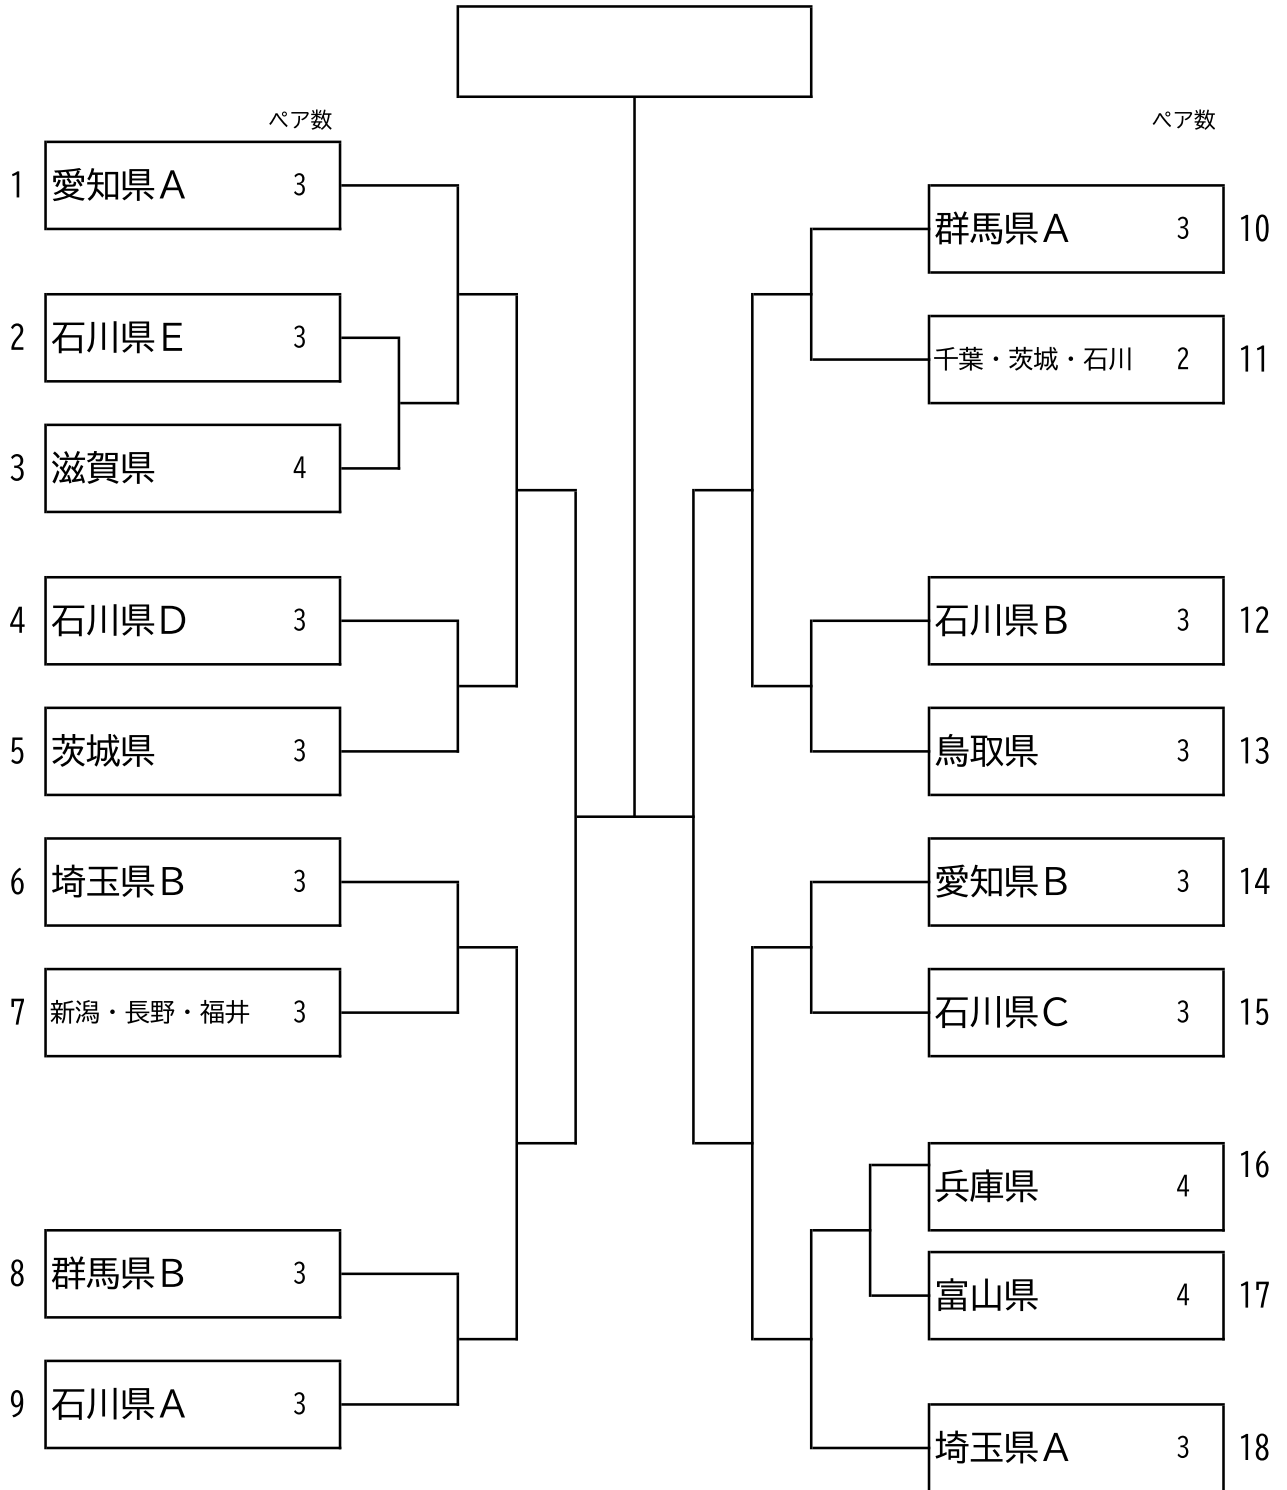 ペア数
1 愛知県A 3
2 石川県E 3
3 滋賀県 4
4 石川県D 3
5 茨城県 3
6 埼玉県B 3
7 新潟・長野・福井 3
8 群馬県B 3
9 石川県A 3
ペア数
群馬県A 3 10
千葉・茨城・石川 2 11
石川県B 3 12
鳥取県 3 13
愛知県B 3 14
石川県C 3 15
兵庫県 4 16
富山県 4 17
埼玉県A 3 18